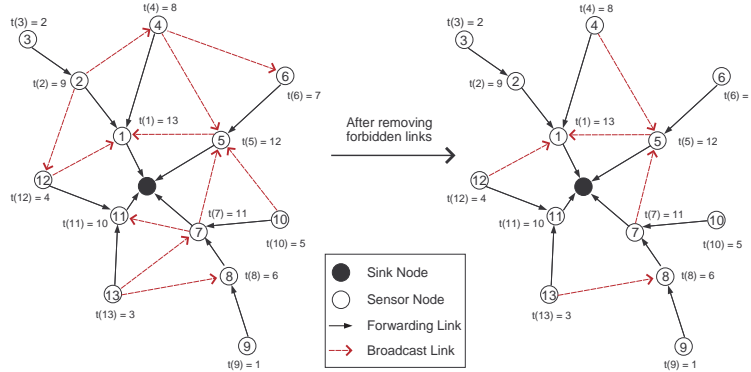 t(3) = 2
3
t(4) = 8
4
2
t(2) = 9
6
t(6) = 7
t(1) = 13
1
5
t(5) = 12
12
t(12) = 4
11
t(11) = 10
7
t(7) = 11
10
t(10) = 5
8
t(8) = 6
13
t(13) = 3
9
t(9) = 1
After removing
forbidden links
Sink Node
Sensor Node
Forwarding Link
Broadcast Link
t(3) = 2
3
t(4) = 8
4
2
t(2) = 9
6
t(6) =
t(1) = 13
1
5
t(5) = 12
12
t(12) = 4
11
t(11) = 10
t(7) = 11
7
10
t(10) = 5
8
t(8) = 6
13
t(13) = 3
9
t(9) = 1